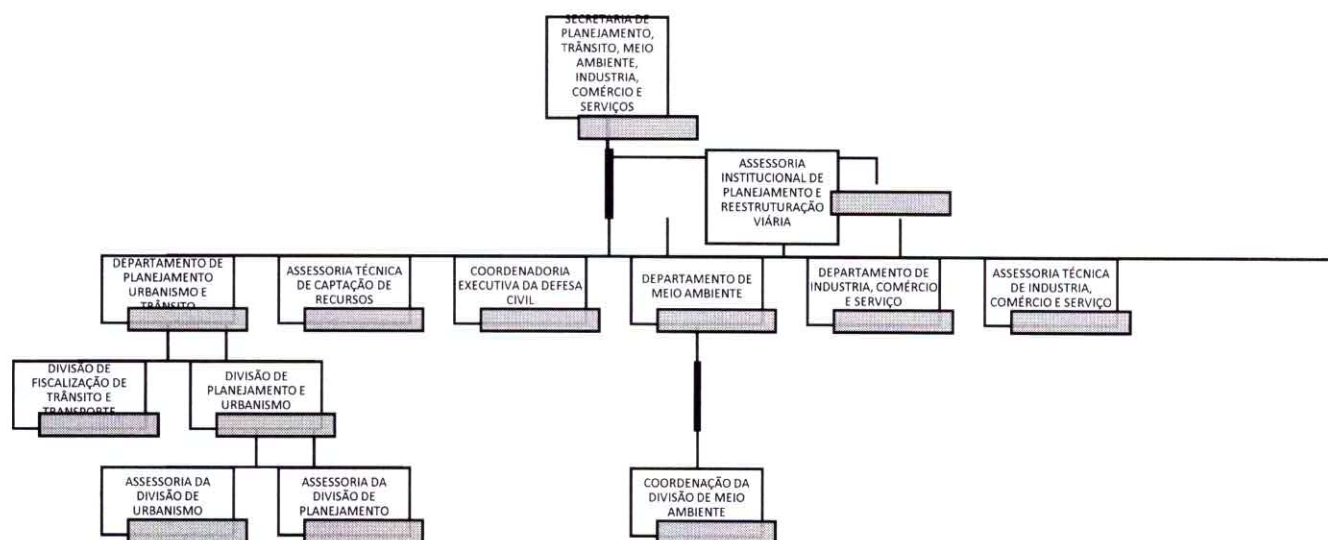 SECRETARIA DE
PLANEJAMENTO,
TRÂNSITO, MEIO
AMBIENTE,
INDUSTRIA,
COMÉRCIO E
SERVIÇOS
ASSESSORIA
INSTITUCIONAL DE
PLANEJAMENTO E
REESTRUTURAÇÃO
VIÁRIA
DEPARTAMENTO DE
PLANEJAMENTO
URBANISMO E
TRÂNSITO
ASSESSORIA TÉCNICA
DE CAPTAÇÃO DE
RECURSOS
COORDENADORIA
EXECUTIVA DA DEFESA
CIVIL
DEPARTAMENTO DE
MEIO AMBIENTE
DEPARTAMENTO DE
INDUSTRIA, COMÉRCIO
E SERVIÇO
ASSESSORIA TÉCNICA
DE INDUSTRIA,
COMÉRCIO E SERVIÇO
DIVISÃO DE
FISCALIZAÇÃO DE
TRÂNSITO E
TRANSPORTE
DIVISÃO DE
PLANEJAMENTO E
URBANISMO
ASSESSORIA DA
DIVISÃO DE
URBANISMO
ASSESSORIA DA
DIVISÃO DE
PLANEJAMENTO
COORDENAÇÃO DA
DIVISÃO DE MEIO
AMBIENTE